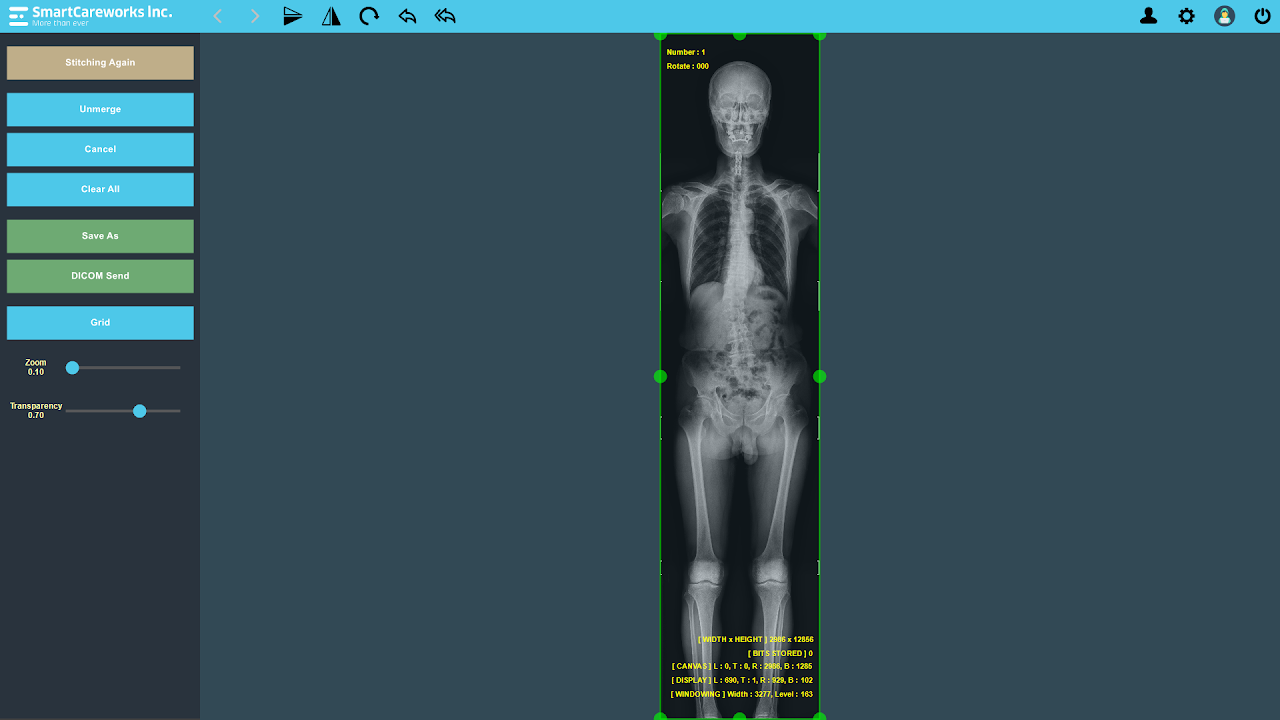 SmartCareworks Inc.
More than ever
Stitching Again
Unmerge
Cancel
Clear All
Save As
DICOM Send
Grid
Zoom
0.10
Transparency
0.70
Number : 1
Rotate : 000
[ WIDTH x HEIGHT ] 2986 x 12856
[ BITS STORED ] 0
[ CANVAS ] L : 0, T : 0, R : 2986, B : 1285
[ DISPLAY ] L : 690, T : 1, R : 929, B : 102
[ WINDOWING ] Width : 3277, Level : 163